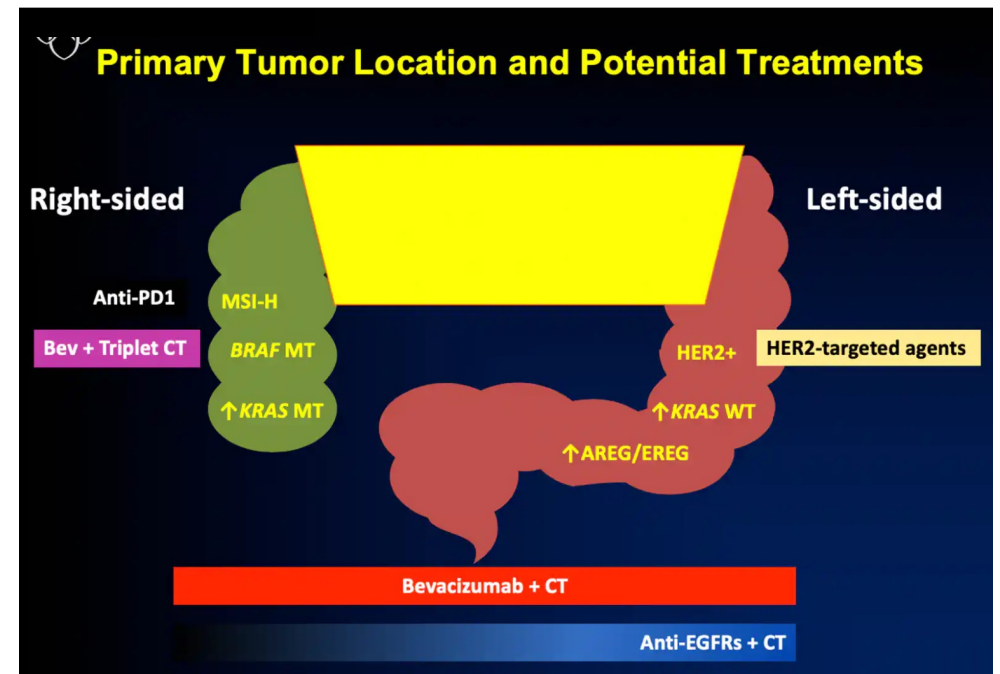 Primary Tumor Location and Potential Treatments
Right-sided
Left-sided
Anti-PD1
MSI-H
Bev + Triplet CT
BRAF MT
HER2+
HER2-targeted agents
↑KRAS MT
↑KRAS WT
↑AREG/EREG
Bevacizumab + CT
Anti-EGFRs + CT